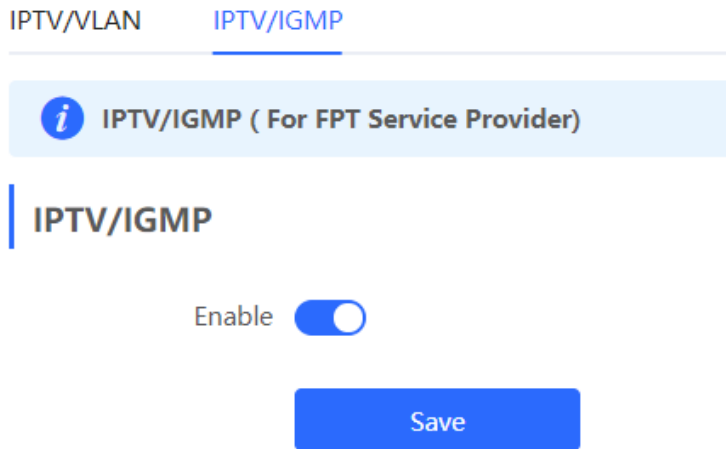 IPTV/VLAN IPTV/IGMP
i IPTV/IGMP ( For FPT Service Provider)
IPTV/IGMP
Enable
Save